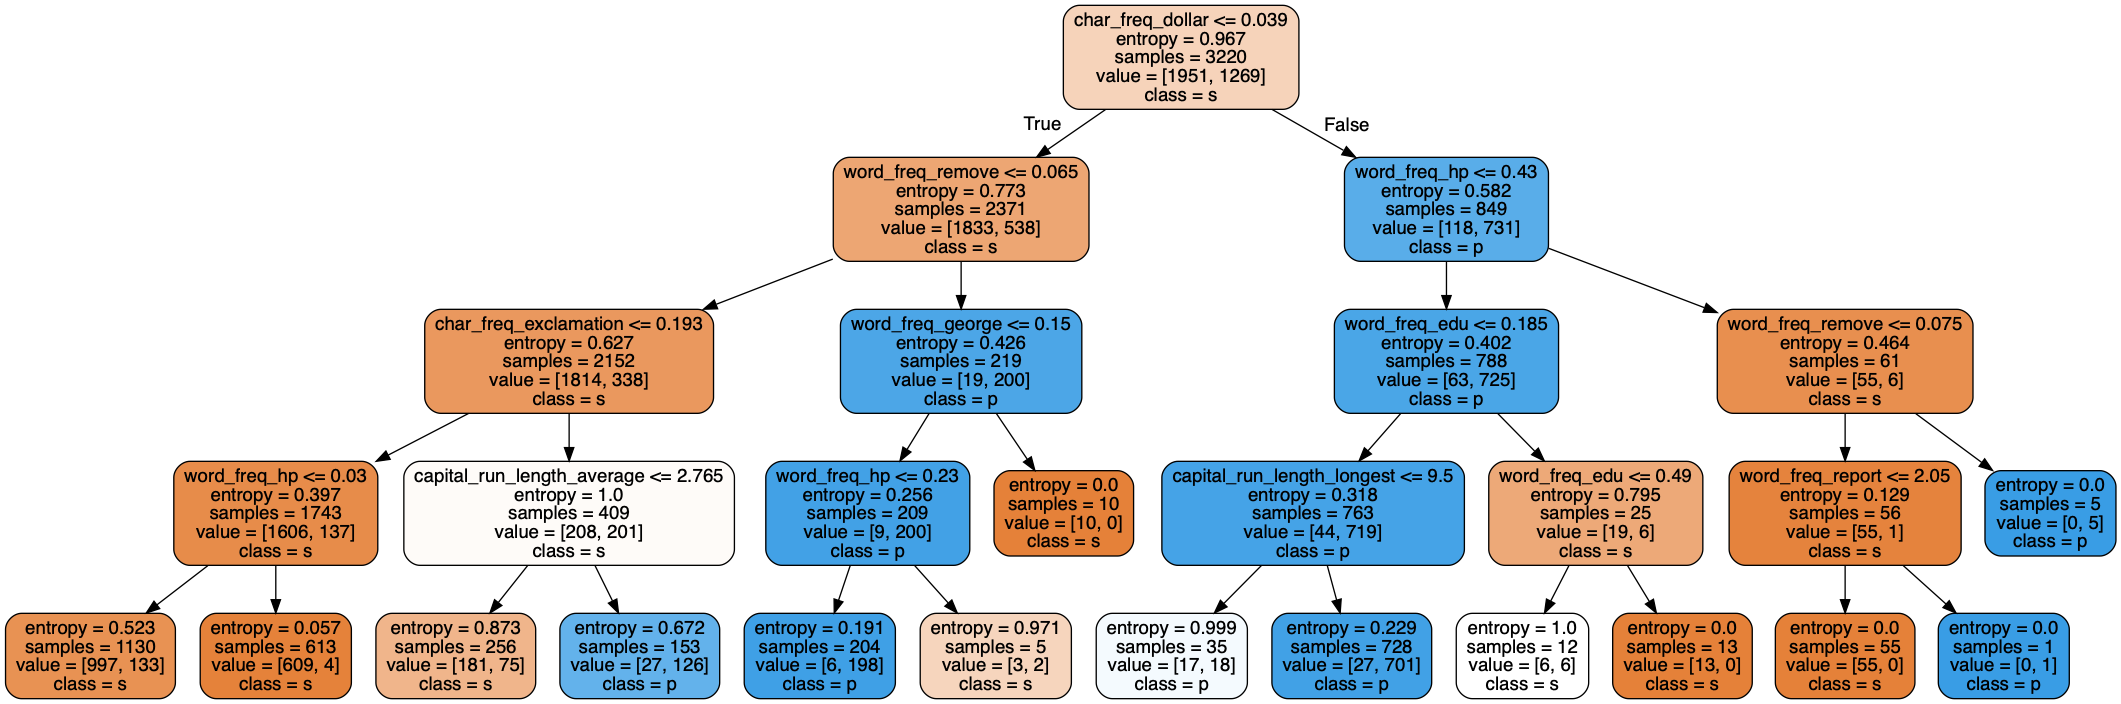 char_freq_dollar <= 0.039
entropy = 0.967
samples = 3220
value = [1951, 1269]
class = s
True
False
word_freq_remove <= 0.065
entropy = 0.773
samples = 2371
value = [1833, 538]
class = s
word_freq_hp <= 0.43
entropy = 0.582
samples = 849
value = [118, 731]
class = p
char_freq_exclamation <= 0.193
entropy = 0.627
samples = 2152
value = [1814, 338]
class = s
word_freq_george <= 0.15
entropy = 0.426
samples = 219
value = [19, 200]
class = p
word_freq_edu <= 0.185
entropy = 0.402
samples = 788
value = [63, 725]
class = p
word_freq_remove <= 0.075
entropy = 0.464
samples = 61
value = [55, 6]
class = s
word_freq_hp <= 0.03
entropy = 0.397
samples = 1743
value = [1606, 137]
class = s
capital_run_length_average <= 2.765
entropy = 1.0
samples = 409
value = [208, 201]
class = s
word_freq_hp <= 0.23
entropy = 0.256
samples = 209
value = [9, 200]
class = p
entropy = 0.0
samples = 10
value = [10, 0]
class = s
capital_run_length_longest <= 9.5
entropy = 0.318
samples = 763
value = [44, 719]
class = p
word_freq_edu <= 0.49
entropy = 0.795
samples = 25
value = [19, 6]
class = s
word_freq_report <= 2.05
entropy = 0.129
samples = 56
value = [55, 1]
class = s
entropy = 0.0
samples = 5
value = [0, 5]
class = p
entropy = 0.523
samples = 1130
value = [997, 133]
class = s
entropy = 0.057
samples = 613
value = [609, 4]
class = s
entropy = 0.873
samples = 256
value = [181, 75]
class = s
entropy = 0.672
samples = 153
value = [27, 126]
class = p
entropy = 0.191
samples = 204
value = [6, 198]
class = p
entropy = 0.971
samples = 5
value = [3, 2]
class = s
entropy = 0.999
samples = 35
value = [17, 18]
class = p
entropy = 0.229
samples = 728
value = [27, 701]
class = p
entropy = 1.0
samples = 12
value = [6, 6]
class = s
entropy = 0.0
samples = 13
value = [13, 0]
class = s
entropy = 0.0
samples = 55
value = [55, 0]
class = s
entropy = 0.0
samples = 1
value = [0, 1]
class = p